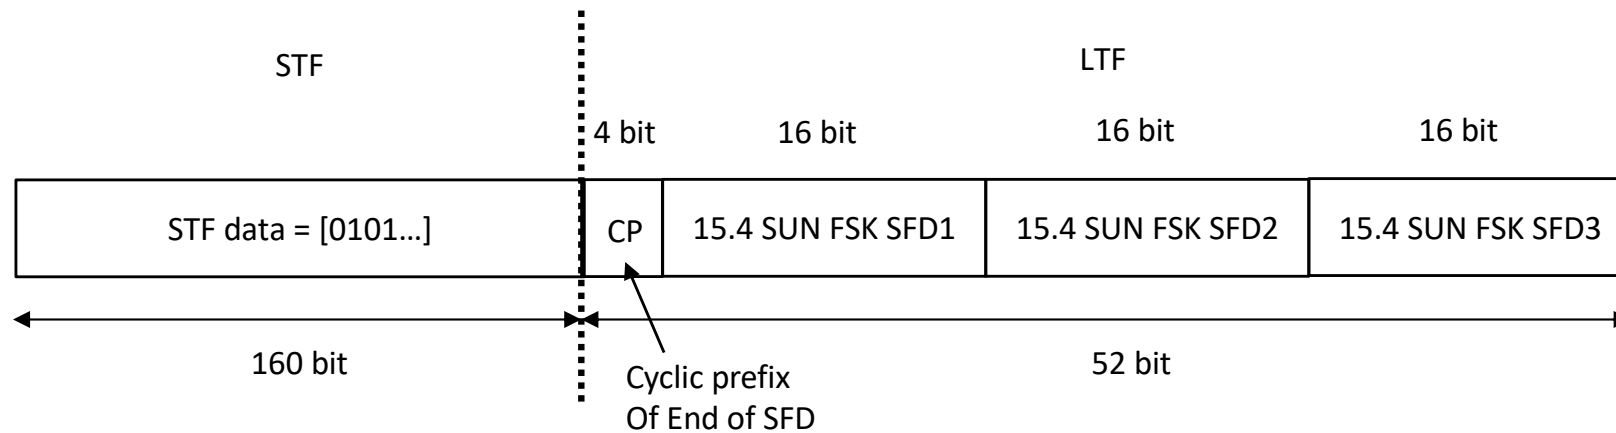 STF
LTF
4 bit
16 bit
16 bit
16 bit
STF data = [0101...]
CP
15.4 SUN FSK SFD1
15.4 SUN FSK SFD2
15.4 SUN FSK SFD3
160 bit
52 bit
Cyclic prefix
Of End of SFD